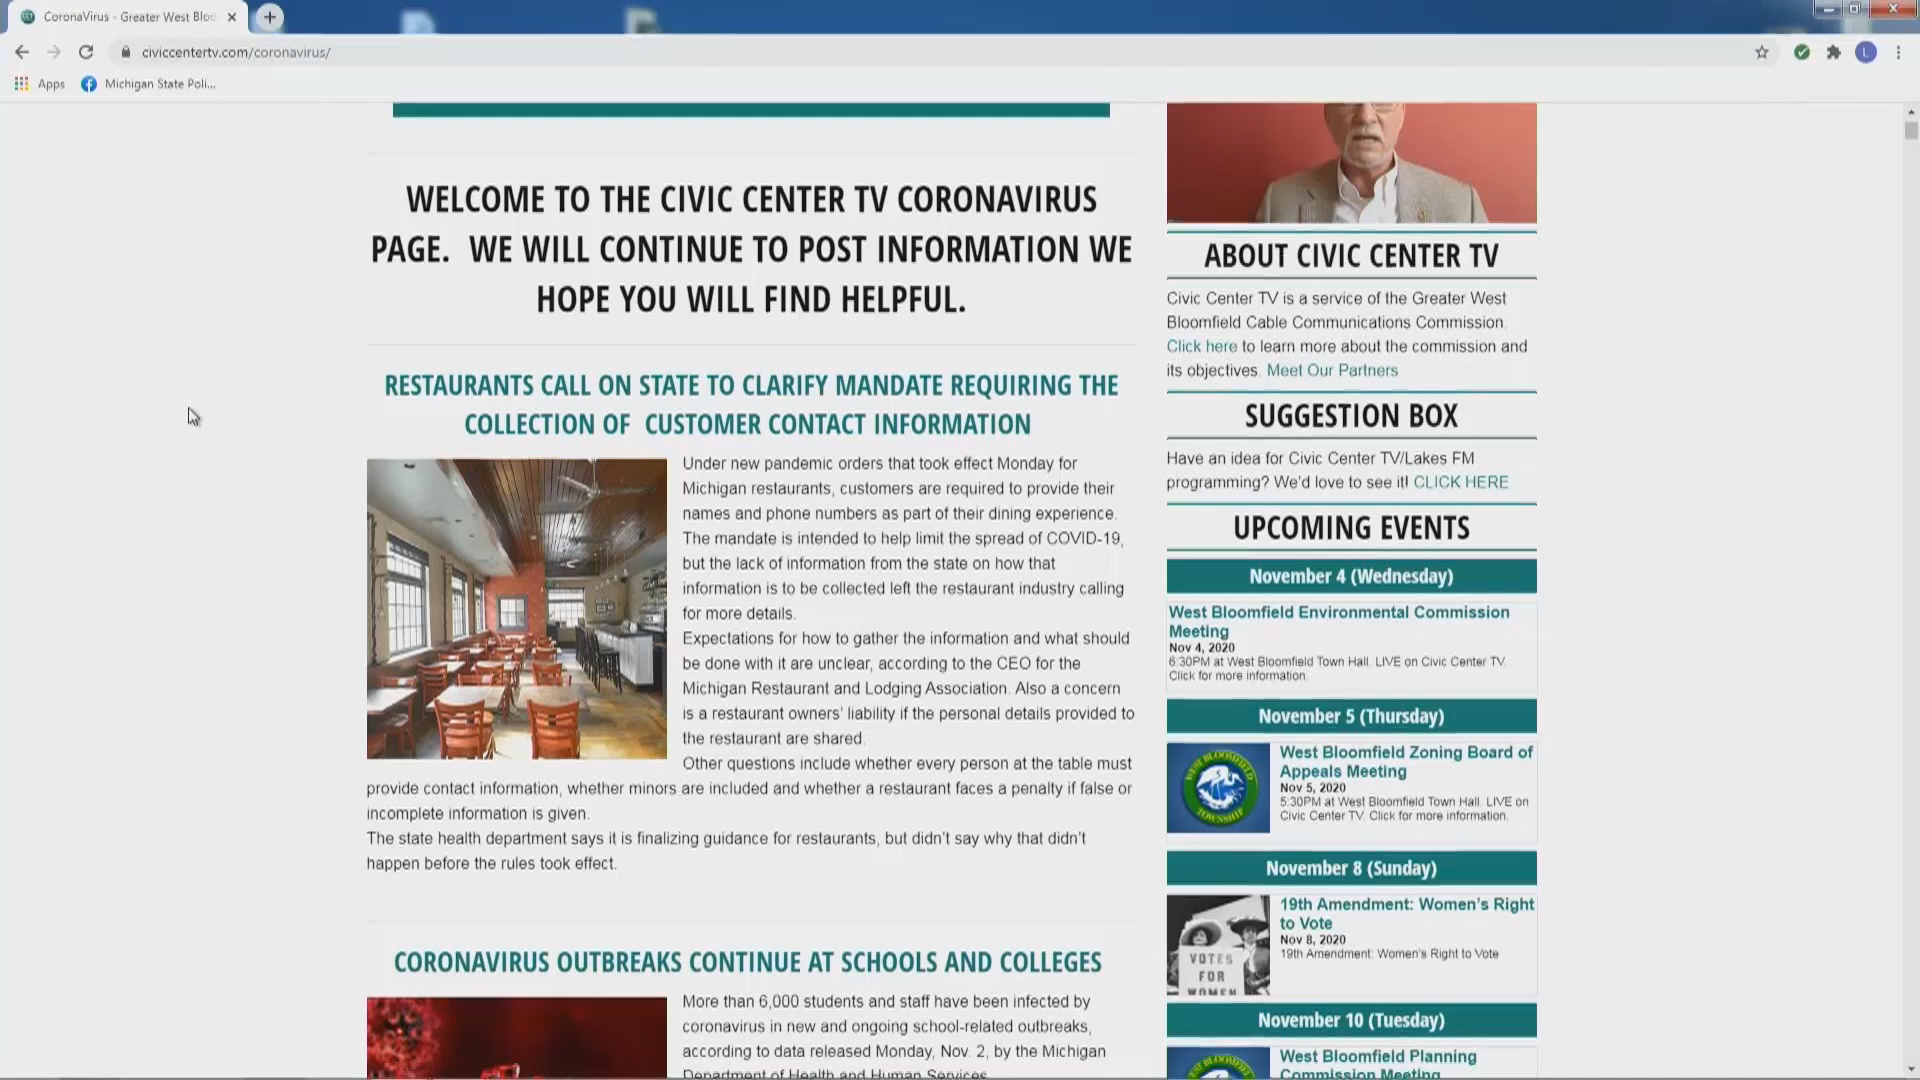 CoronaVirus - Greater West Bloo
civiccentertv.com/coronavirus/
L
Apps
Michigan State Poli...
WELCOME TO THE CIVIC CENTER TV CORONAVIRUS
PAGE. WE WILL CONTINUE TO POST INFORMATION WE
HOPE YOU WILL FIND HELPFUL.
RESTAURANTS CALL ON STATE TO CLARIFY MANDATE REQUIRING THE
COLLECTION OF CUSTOMER CONTACT INFORMATION
Under new pandemic orders that took effect Monday for
Michigan restaurants, customers are required to provide their
names and phone numbers as part of their dining experience.
The mandate is intended to help limit the spread of COVID-19,
but the lack of information from the state on how that
information is to be collected left the restaurant industry calling
for more details.
Expectations for how to gather the information and what should
be done with it are unclear, according to the CEO for the
Michigan Restaurant and Lodging Association. Also a concern
is a restaurant owners' liability if the personal details provided to
the restaurant are shared.
Other questions include whether every person at the table must
provide contact information, whether minors are included and whether a restaurant faces a penalty if false or
incomplete information is given.
The state health department says it is finalizing guidance for restaurants, but didn't say why that didn't
happen before the rules took effect.
CORONAVIRUS OUTBREAKS CONTINUE AT SCHOOLS AND COLLEGES
More than 6,000 students and staff have been infected by
coronavirus in new and ongoing school-related outbreaks,
according to data released Monday, Nov. 2, by the Michigan
Department of Health and Human Services.
ABOUT CIVIC CENTER TV
Civic Center TV is a service of the Greater West
Bloomfield Cable Communications Commission.
Click here to learn more about the commission and
its objectives. Meet Our Partners
SUGGESTION BOX
Have an idea for Civic Center TV/Lakes FM
programming? We'd love to see it! CLICK HERE
UPCOMING EVENTS
November 4 (Wednesday)
West Bloomfield Environmental Commission
Meeting
Nov 4, 2020
6:30PM at West Bloomfield Town Hall. LIVE on Civic Center TV.
Click for more information.
November 5 (Thursday)
WEST BLOOMFIELD
TOWNSHIP
West Bloomfield Zoning Board of
Appeals Meeting
Nov 5, 2020
5:30PM at West Bloomfield Town Hall. LIVE on
Civic Center TV. Click for more information.
November 8 (Sunday)
VOTES
FOR
WOMEN
19th Amendment: Women's Right
to Vote
Nov 8, 2020
19th Amendment: Women's Right to Vote
November 10 (Tuesday)
West Bloomfield Planning
Commission Meeting